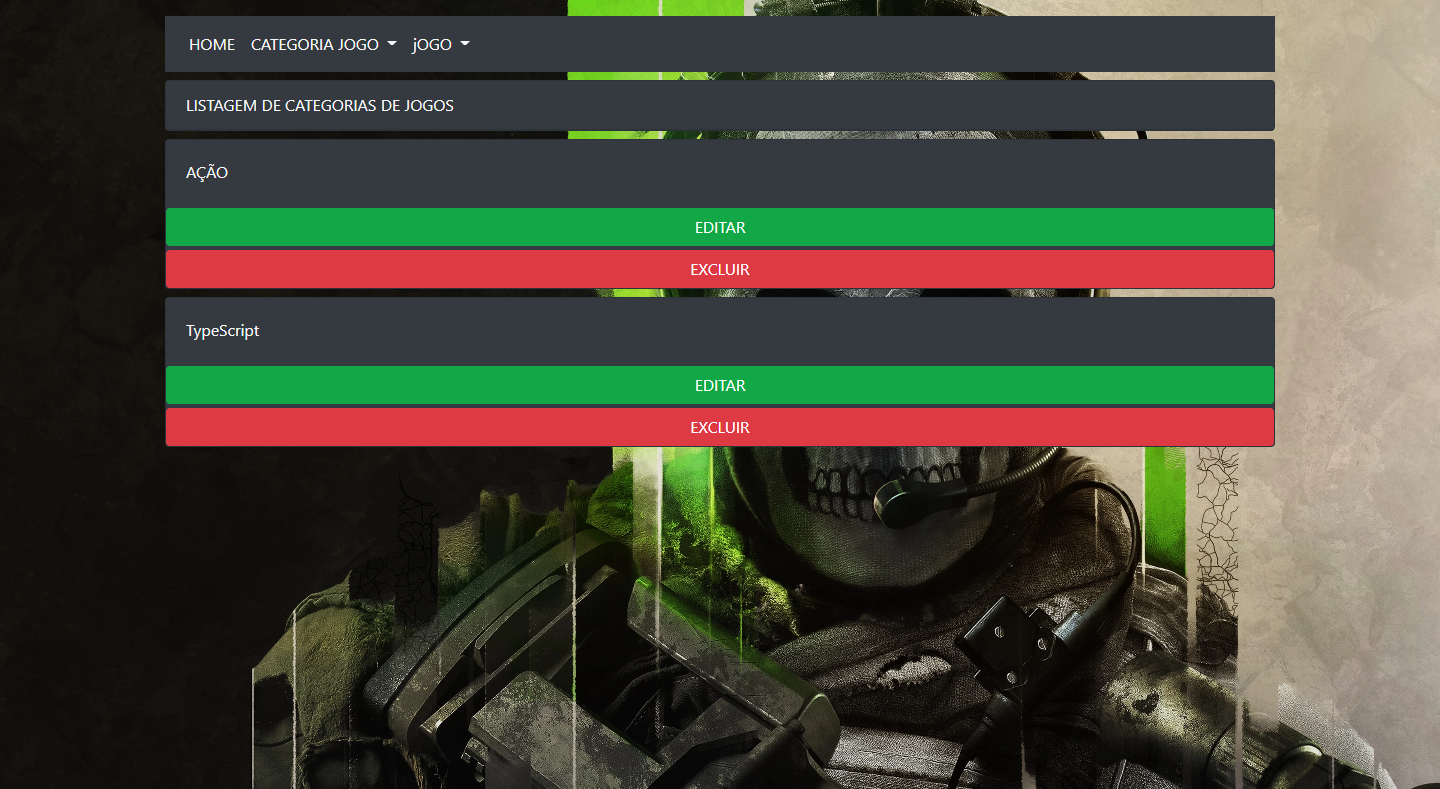 HOME CATEGORIA JOGO jOGO
LISTAGEM DE CATEGORIAS DE JOGOS
AÇÃO
EDITAR
EXCLUIR
TypeScript
EDITAR
EXCLUIR